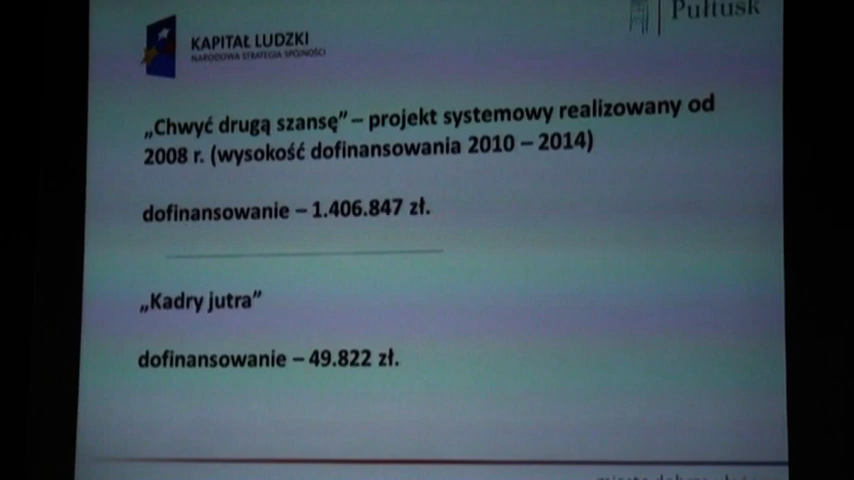 Pułtusk
KAPITAŁ LUDZKI
NARODOWA STRATEGIA SPÓJNOŚCI
„Chwyć drugą szansę” – projekt systemowy realizowany od
2008 r. (wysokość dofinansowania 2010 – 2014)
dofinansowanie – 1.406.847 zł.
„Kadry jutra”
dofinansowanie – 49.822 zł.